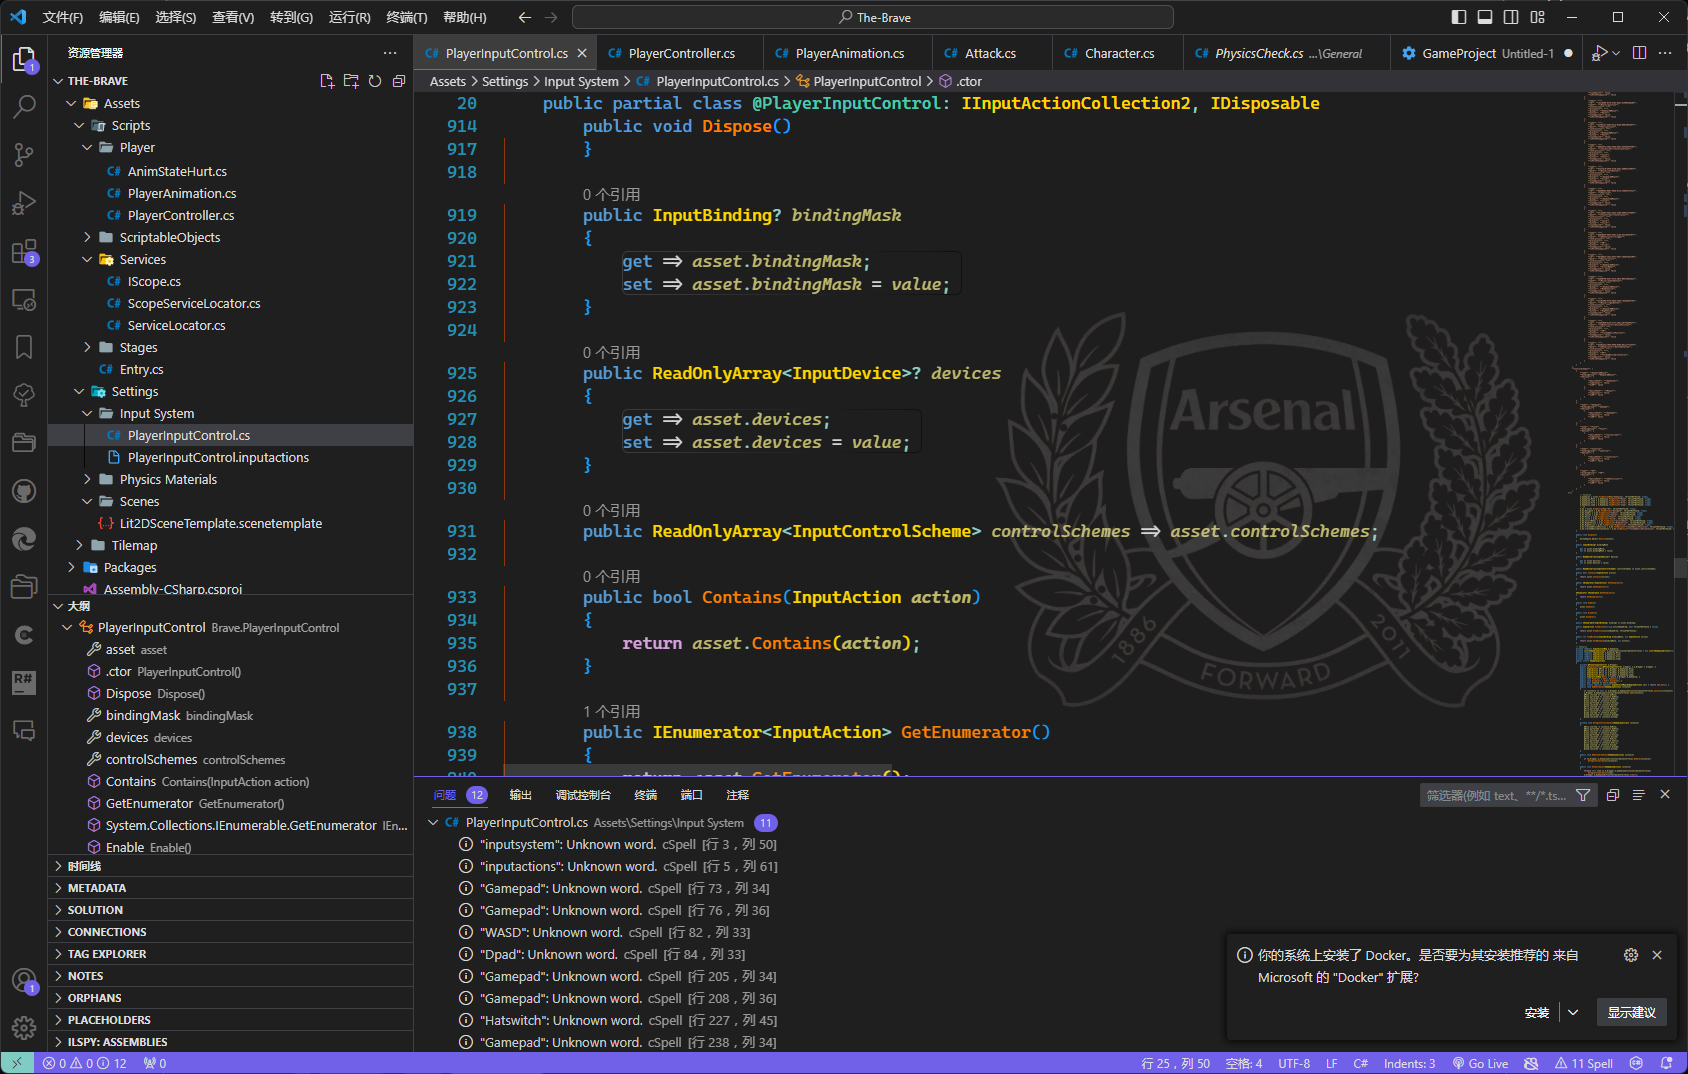 文件(F) 编辑(E) 选择(S) 查看(V) 转到(G) 运行(R) 终端(T) 帮助(H) The-Brave
资源管理器
THE-BRAVE
Assets
Scripts
Player
C# AnimStateHurt.cs
C# PlayerAnimation.cs
C# PlayerController.cs
ScriptableObjects
Services
C# IScope.cs
C# ScopeServiceLocator.cs
C# ServiceLocator.cs
Stages
C# Entry.cs
Settings
Input System
C# PlayerInputControl.cs
PlayerInputControl.inputactions
Physics Materials
Scenes
{..} Lit2DSceneTemplate.scenetemplate
Tilemap
Packages
Assembly-CSharp.csproj
大纲
PlayerInputControl Brave.PlayerInputControl
asset asset
.ctor PlayerInputControl()
Dispose Dispose()
bindingMask bindingMask
devices devices
controlSchemes controlSchemes
Contains Contains(InputAction action)
GetEnumerator GetEnumerator()
System.Collections.IEnumerable.GetEnumerator IEn...
Enable Enable()
时间线
METADATA
SOLUTION
CONNECTIONS
TAG EXPLORER
NOTES
ORPHANS
PLACEHOLDERS
ILSPY: ASSEMBLIES
1
3
R#
1
C# PlayerInputControl.cs C# PlayerController.cs C# PlayerAnimation.cs C# Attack.cs C# Character.cs C# PhysicsCheck.cs ...\General GameProject Untitled-1
Assets > Settings > Input System > C# PlayerInputControl.cs > PlayerInputControl > .ctor
20 public partial class @PlayerInputControl: IInputActionCollection2, IDisposable
914 public void Dispose()
917 }
918
0 个引用
919 public InputBinding? bindingMask
920 {
921 get => asset.bindingMask;
922 set => asset.bindingMask = value;
923 }
924
0 个引用
925 public ReadOnlyArray<InputDevice>? devices
926 {
927 get => asset.devices;
928 set => asset.devices = value;
929 }
930
0 个引用
931 public ReadOnlyArray<InputControlScheme> controlSchemes => asset.controlSchemes;
932
0 个引用
933 public bool Contains(InputAction action)
934 {
935 return asset.Contains(action);
936 }
937
1 个引用
938 public IEnumerator<InputAction> GetEnumerator()
939 {
940 return asset.GetEnumerator();
Arsenal
1886
FORWARD
2011
问题 12 输出 调试控制台 终端 端口 注释 筛选器(例如 text、**/*.ts...
C# PlayerInputControl.cs Assets\Settings\Input System 11
"inputsystem": Unknown word. cSpell [行 3，列 50]
"inputactions": Unknown word. cSpell [行 5，列 61]
"Gamepad": Unknown word. cSpell [行 73，列 34]
"Gamepad": Unknown word. cSpell [行 76，列 36]
"WASD": Unknown word. cSpell [行 82，列 33]
"Dpad": Unknown word. cSpell [行 84，列 33]
"Gamepad": Unknown word. cSpell [行 205，列 34]
"Gamepad": Unknown word. cSpell [行 208，列 36]
"Hatswitch": Unknown word. cSpell [行 227，列 45]
"Gamepad": Unknown word. cSpell [行 238，列 34]
你的系统上安装了 Docker。是否要为其安装推荐的 来自
Microsoft 的 "Docker" 扩展?
安装 显示建议
0 0 12 0 行 25，列 50 空格: 4 UTF-8 LF C# Indents: 3 Go Live 11 Spell